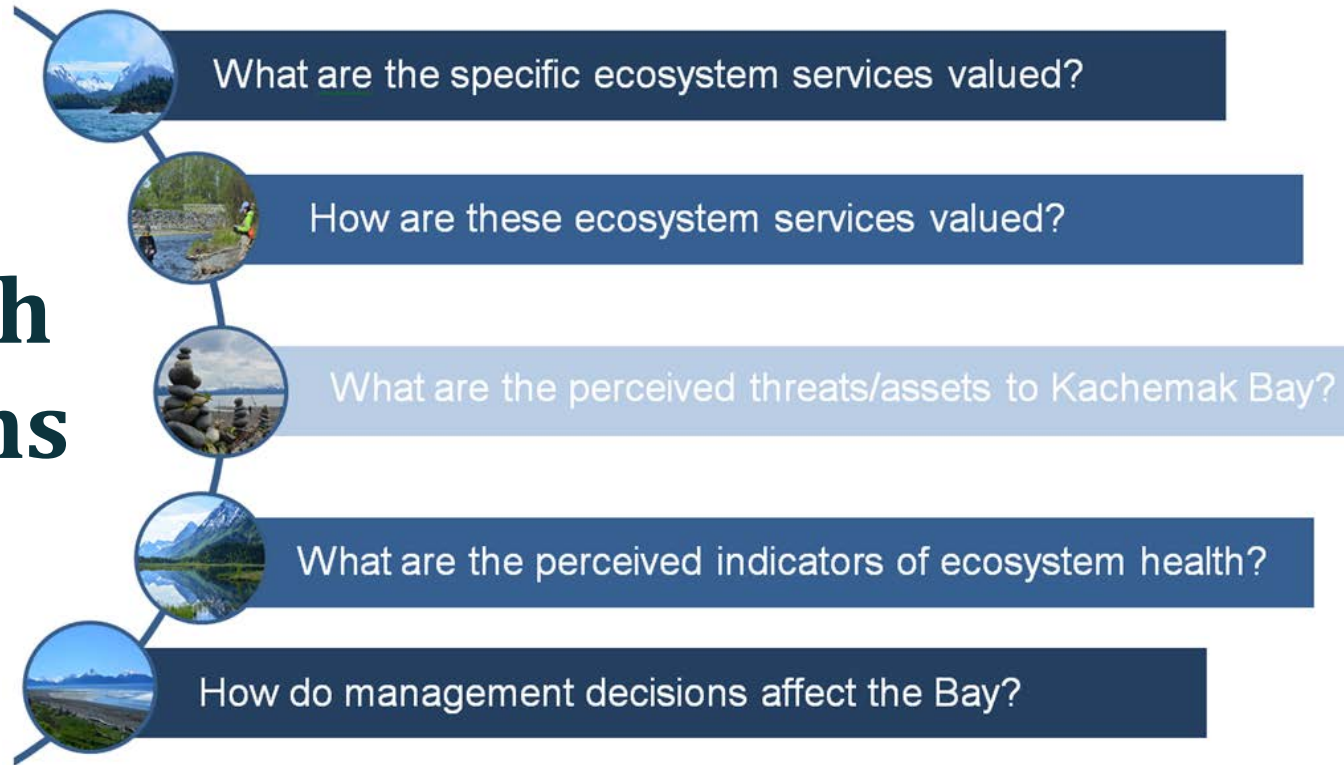 What are the specific ecosystem services valued?
How are these ecosystem services valued?
h
ns
What are the perceived threats/assets to Kachemak Bay?
What are the perceived indicators of ecosystem health?
How do management decisions affect the Bay?